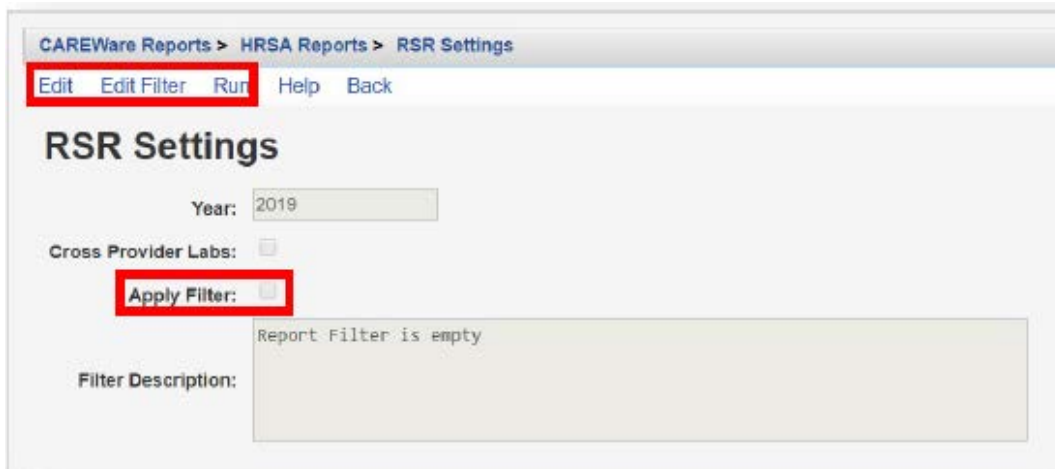 CAREWare Reports > HRSA Reports > RSR Settings
Edit Edit Filter Run Help Back
RSR Settings
Year: 2019
Cross Provider Labs:
Apply Filter:
Report Filter is empty
Filter Description: